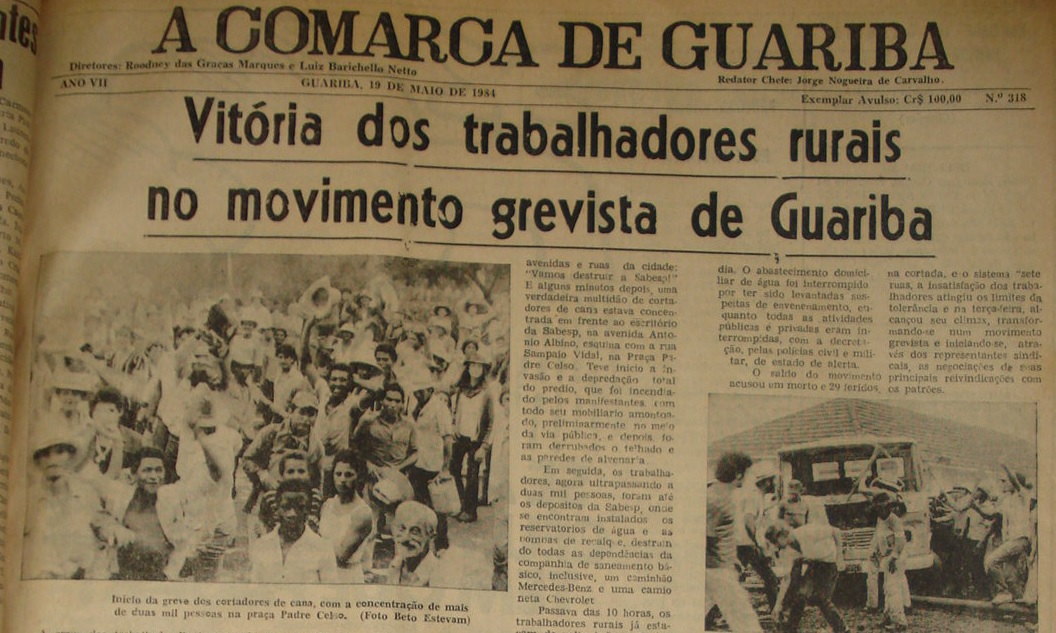 A COMARCA DE GUARIBA
Diretores: Roodney das Graças Marques e Luiz Barichello Netto
Redator Chefe: Jorge Nogueira de Carvalho.
ANO VII
GUARIBA, 19 DE MAIO DE 1984
Exemplar Avulso: Cr$ 100,00 N.º 318
Vitória dos trabalhadores rurais
no movimento grevista de Guariba
avenidas e ruas da cidade:
"Vamos destruir a Sabesp!"
E alguns minutos depois, uma
verdadeira multidão de corta-
dores de cana estava concen-
trada em frente ao escritório
da Sabesp, na avenida Anto-
nio Albino, esquina com a rua
Sampaio Vidal, na Praça Pa-
dre Celso. Teve inicio a in-
vasão e a depredação total
do predio, que foi incendia-
do pelos manifestantes com
todo seu mobiliario amontoa-
do, preliminarmente no meio
da via pública, e depois, fo-
ram derrubados o telhado e
as paredes de alvenaria
Em seguida, os trabalha-
dores, agora ultrapassando a
duas mil pessoas, foram até
os depositos da Sabesp, onde
se encontram instalados os
reservatorios de água e as
bombas de recalque, destruin-
do todas as dependências da
companhia de saneamento bá-
sico, inclusive, um caminhão
Mercedes-Benz e uma camio
neta Chevrolet
Passava das 10 horas, os
trabalhadores rurais já esta-
dia. O abastecimento domici-
liar de água foi interrompido
por ter sido levantadas sus-
peitas de envenenamento, en-
quanto todas as atividades
públicas e privadas eram in-
terrompidas, com a decreta-
ção, pelas polícias civil e mili-
tar, de estado de alerta.
O saldo do movimento
acusou em morto e 29 feridos,
na cortada, e o sistema "sete
ruas, a insatisfação dos traba-
lhadores atingiu os limites da
tolerância e na terça-feira, al-
cançou seu climax, transfor-
mando-se num movimento
grevista e iniciando-se, atra-
vés dos representantes sindi-
cais, as negociações de suas
principais reivindicações com
os patrões.
Início da greve dos cortadores de cana, com a concentração de mais
de duas mil pessoas na praça Padre Celso. (Foto Beto Estevam)